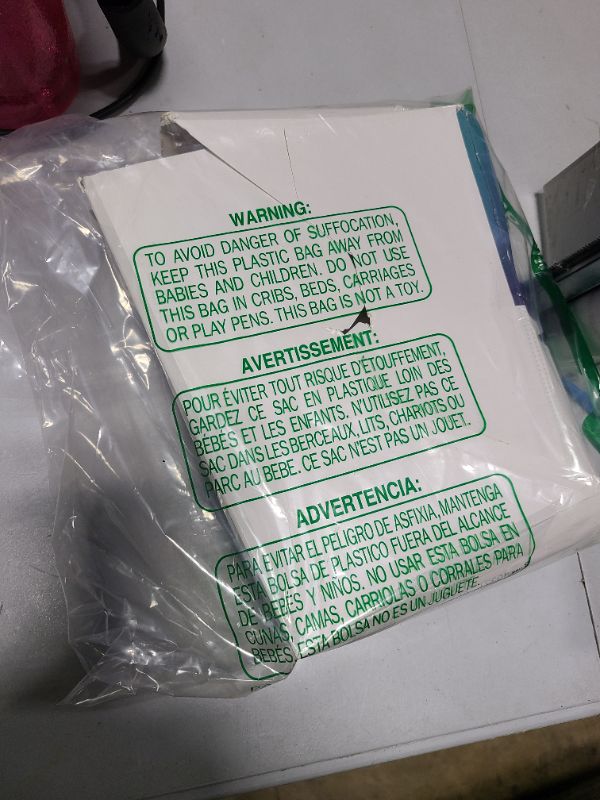 WARNING:
TO AVOID DANGER OF SUFFOCATION,
KEEP THIS PLASTIC BAG AWAY FROM
BABIES AND CHILDREN. DO NOT USE
THIS BAG IN CRIBS, BEDS, CARRIAGES
OR PLAY PENS. THIS BAG IS NOT A TOY.
AVERTISSEMENT:
POUR ÉVITER TOUT RISQUE D'ÉTOUFFEMENT,
GARDEZ CE SAC EN PLASTIQUE LOIN DES
BEBÉS ET LES ENFANTS. N'UTILISEZ PAS CE
SAC DANS LES BERCEAUX, LITS, CHARIOTS OU
PARC AU BEBE. CE SAC N'EST PAS UN JOUET.
ADVERTENCIA:
PARA EVITAR EL PELIGRO DE ASFIXIA, MANTENGA
ESTA BOLSA DE PLASTICO FUERA DEL ALCANCE
DE BEBÉS Y NIÑOS. NO USAR ESTA BOLSA EN
CUNAS, CAMAS, CARRIOLAS O CORRALES PARA
BEBÉS. ESTA BOLSA NO ES UN JUGUETE.